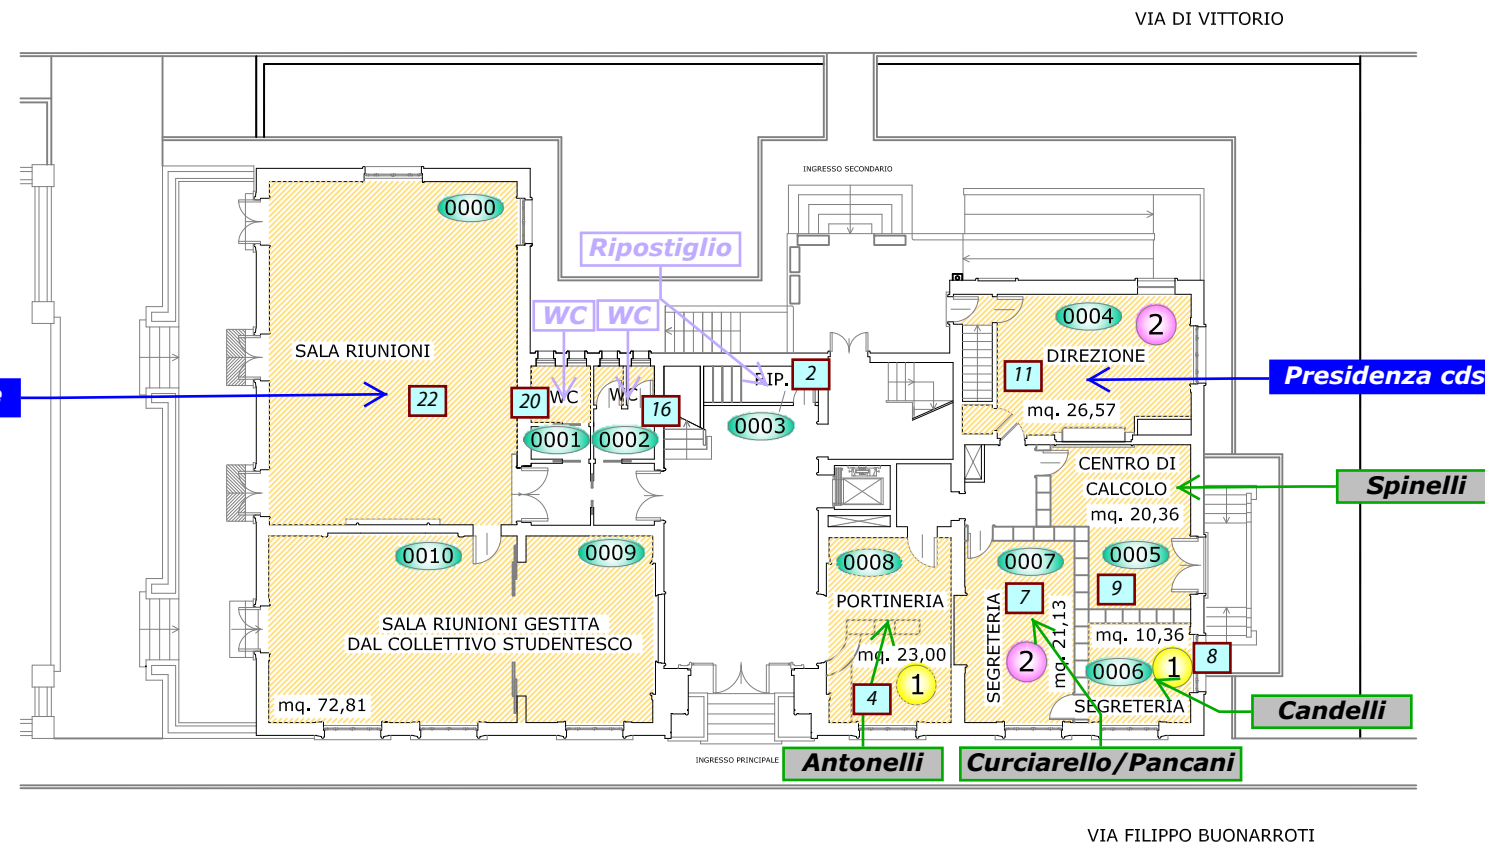 VIA DI VITTORIO
INGRESSO SECONDARIO
0000
Ripostiglio
WC
WC
0004
2
SALA RIUNIONI
DIREZIONE
11
Presidenza cds
RIP.
2
22
20
WC
WC
16
mq. 26,57
0001
0002
0003
CENTRO DI
CALCOLO
Spinelli
mq. 20,36
0010
0009
0008
0007
0005
PORTINERIA
7
9
SEGRETERIA
mq. 21,13
SALA RIUNIONI GESTITA
DAL COLLETTIVO STUDENTESCO
mq. 10,36
mq. 23,00
2
8
0006
1
4
1
mq. 72,81
SEGRETERIA
Candelli
INGRESSO PRINCIPALE
Antonelli
Curciarello/Pancani
VIA FILIPPO BUONARROTI